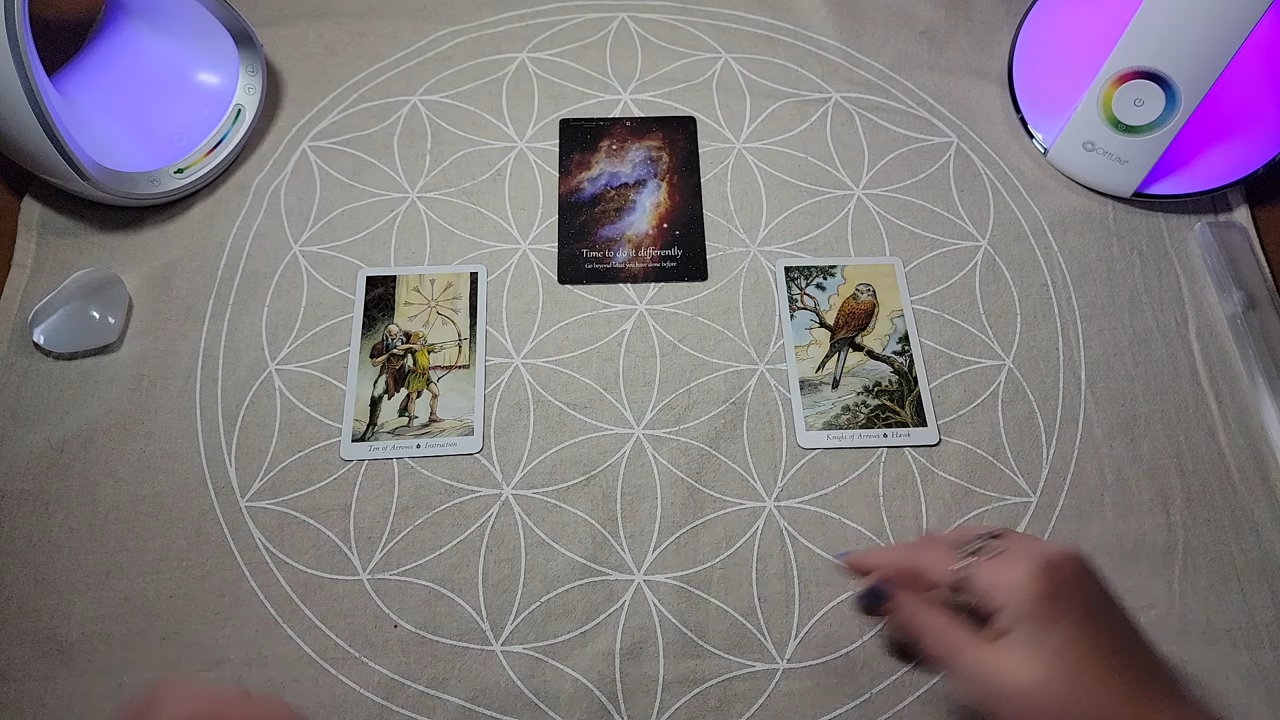 OttLite
Time to do it differently
Go beyond what you have done before
Ten of Arrows Instruction
Knight of Arrows Hawk